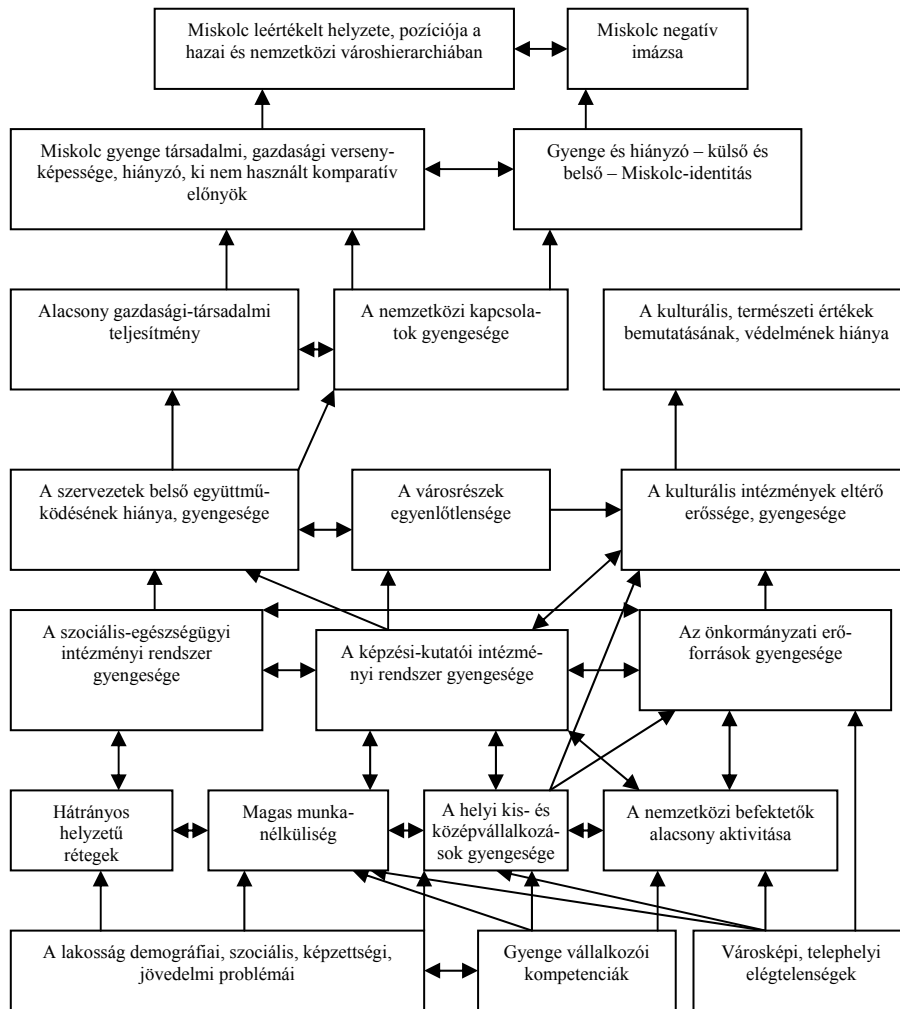 Miskolc leértékelt helyzete, pozíciója a
hazai és nemzetközi városhierarchiában
Miskolc negatív
imázsa
Miskolc gyenge társadalmi, gazdasági verseny-
képessége, hiányzó, ki nem használt komparatív
előnyök
Gyenge és hiányzó – külső és
belső – Miskolc-identitás
Alacsony gazdasági-társadalmi
teljesítmény
A nemzetközi kapcsola-
tok gyengesége
A kulturális, természeti értékek
bemutatásának, védelmének hiánya
A szervezetek belső együttmű-
ködésének hiánya, gyengesége
A városrészek
egyenlőtlensége
A kulturális intézmények eltérő
erőssége, gyengesége
A szociális-egészségügyi
intézményi rendszer
gyengesége
A képzési-kutatói intézmé-
nyi rendszer gyengesége
Az önkormányzati erő-
források gyengesége
Hátrányos
helyzetű
rétegek
Magas munka-
nélküliség
A helyi kis- és
középvállalkozá-
sok gyengesége
A nemzetközi befektetők
alacsony aktivitása
A lakosság demográfiai, szociális, képzettségi,
jövedelmi problémái
Gyenge vállalkozói
kompetenciák
Városképi, telephelyi
elégtelenségek